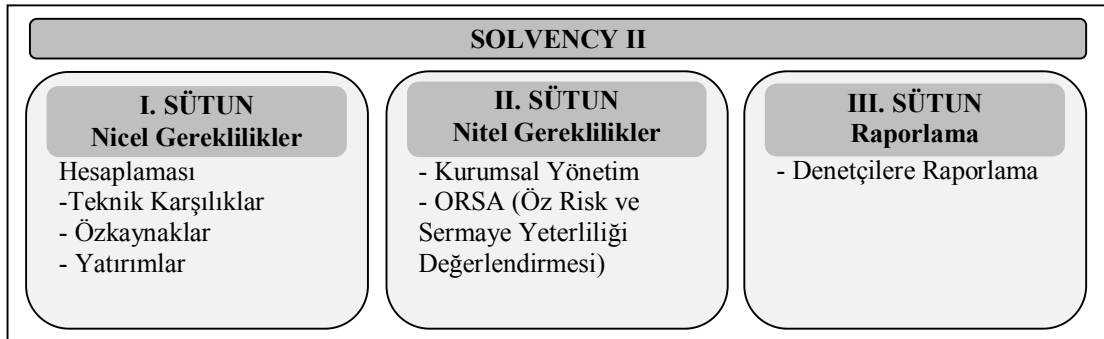 SOLVENCY II
I. SÜTUN
Nicel Gereklilikler
Hesaplaması
-Teknik Karşılıklar
- Özkaynaklar
- Yatırımlar
II. SÜTUN
Nitel Gereklilikler
- Kurumsal Yönetim
- ORSA (Öz Risk ve
Sermaye Yeterliliği
Değerlendirmesi)
III. SÜTUN
Raporlama
- Denetçilere Raporlama